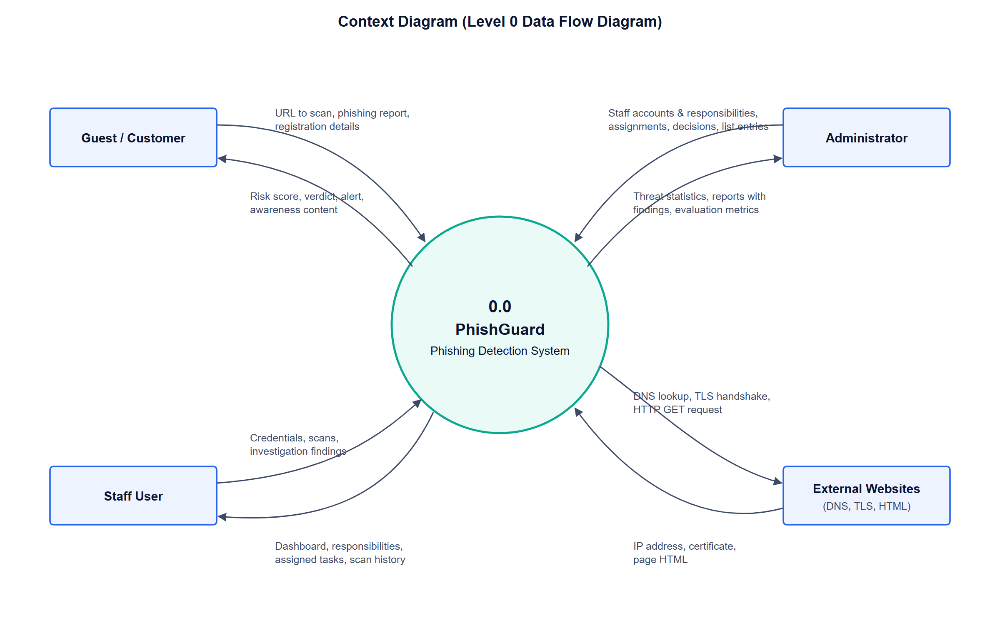 Context Diagram (Level 0 Data Flow Diagram)
Guest / Customer
URL to scan, phishing report,
registration details
Risk score, verdict, alert,
awareness content
Staff accounts & responsibilities,
assignments, decisions, list entries
Administrator
Threat statistics, reports with
findings, evaluation metrics
0.0
PhishGuard
Phishing Detection System
Credentials, scans,
investigation findings
Staff User
Dashboard, responsibilities,
assigned tasks, scan history
DNS lookup, TLS handshake,
HTTP GET request
External Websites
(DNS, TLS, HTML)
IP address, certificate,
page HTML